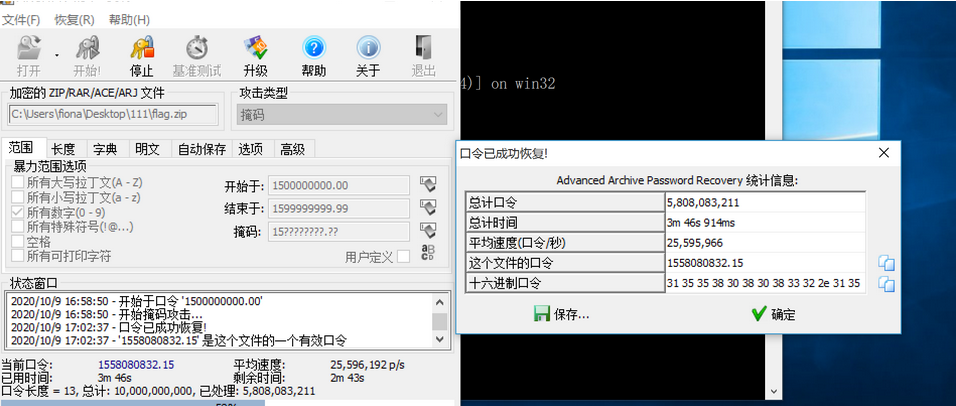 文件(F) 恢复(R) 帮助(H)
打开 开始! 停止 基准测试 升级 帮助 关于 退出
加密的 ZIP/RAR/ACE/ARJ 文件 攻击类型
C:\Users\fiona\Desktop\111\flag.zip 掩码
范围 长度 字典 明文 自动保存 选项 高级
暴力范围选项
所有大写拉丁文(A - Z)
所有小写拉丁文(a - z)
所有数字(0 - 9)
所有特殊符号(!@...)
空格
所有可打印字符
开始于: 1500000000.00
结束于: 1599999999.99
掩码: 15????????.??
用户定义
状态窗口
2020/10/9 16:58:50 - 开始于口令 '1500000000.00'
2020/10/9 16:58:50 - 开始掩码攻击...
2020/10/9 17:02:37 - 口令已成功恢复!
2020/10/9 17:02:37 - '1558080832.15' 是这个文件的一个有效口令
当前口令: 1558080832.15 平均速度: 25,596,192 p/s
已用时间: 3m 46s 剩余时间: 2m 43s
口令长度 = 13, 总计: 10,000,000,000, 已处理: 5,808,083,211
4)] on win32
口令已成功恢复!
Advanced Archive Password Recovery 统计信息:
总计口令 5,808,083,211
总计时间 3m 46s 914ms
平均速度(口令/秒) 25,595,966
这个文件的口令 1558080832.15
十六进制口令 31 35 35 38 30 38 30 38 33 32 2e 31 35
保存... 确定